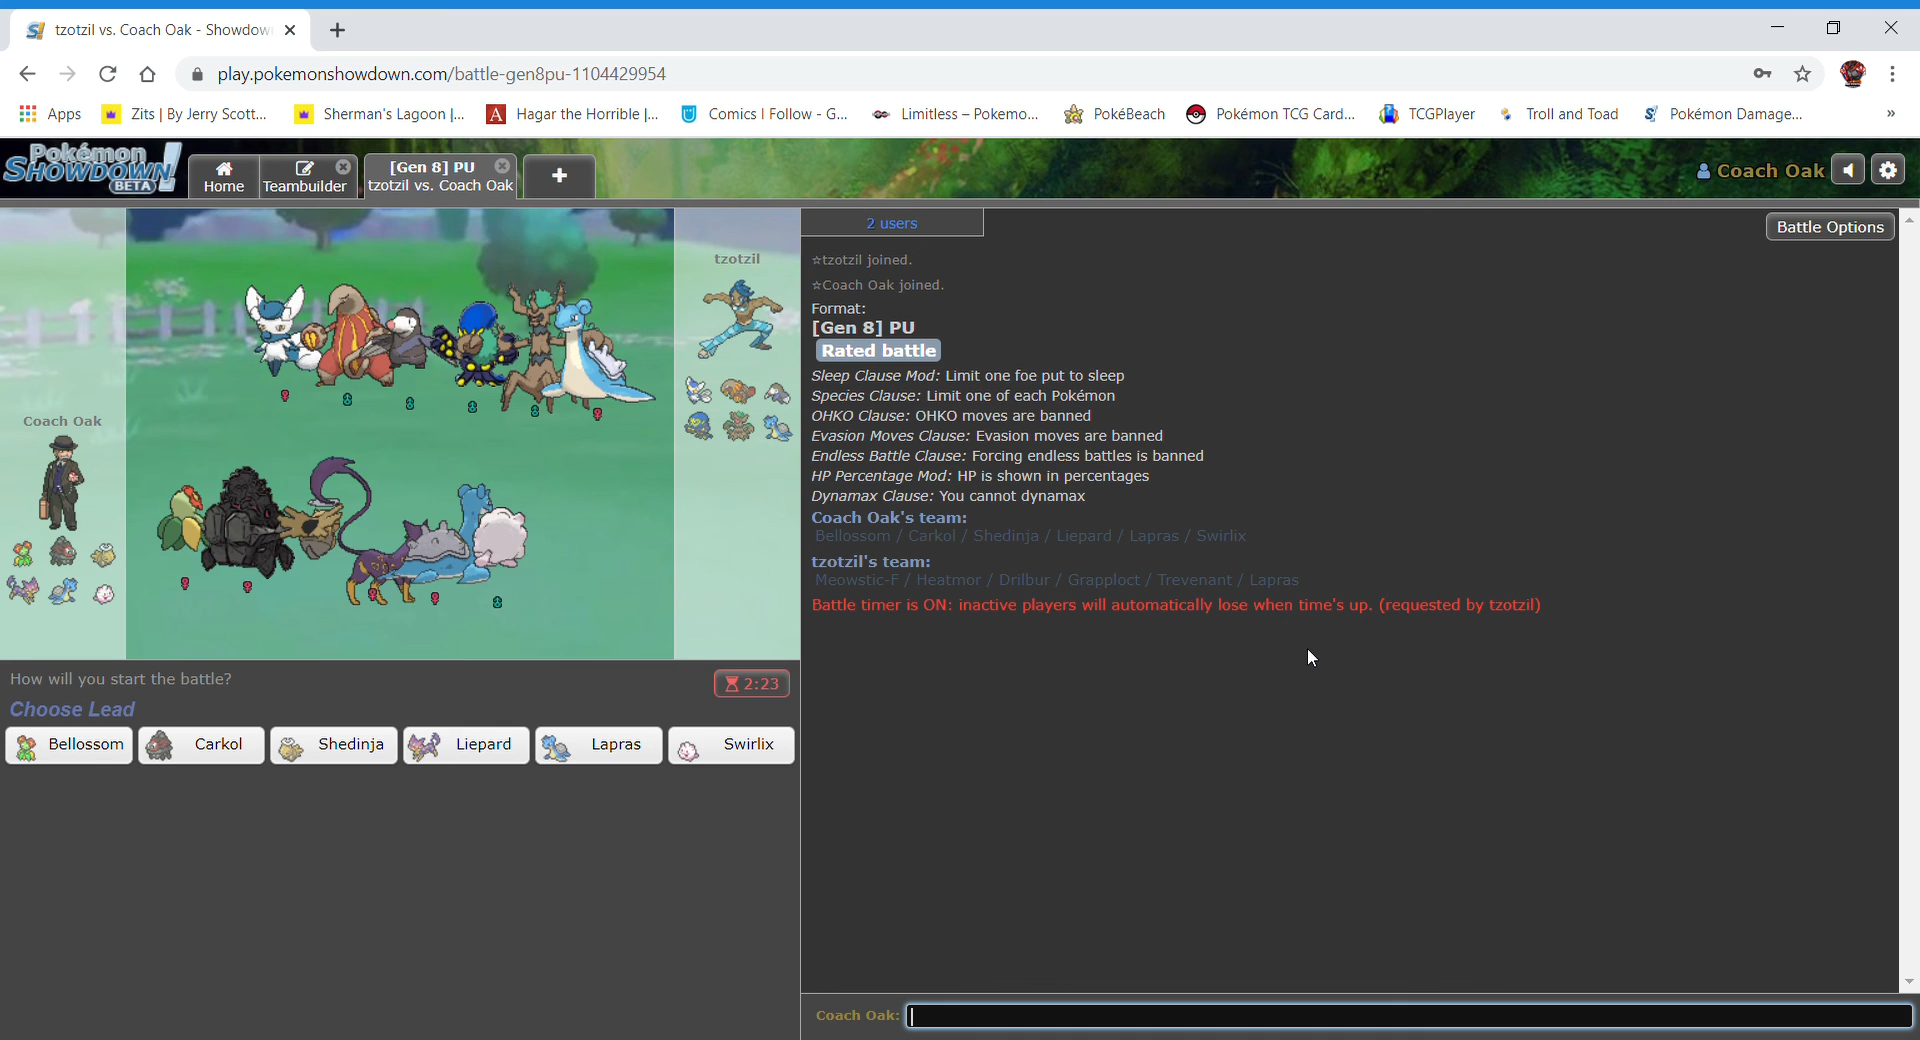 tzotzil vs. Coach Oak - Showdow
play.pokemonshowdown.com/battle-gen8pu-1104429954
Apps Zits | By Jerry Scott... Sherman's Lagoon |... Hagar the Horrible |... Comics I Follow - G... Limitless – Pokemo... PokéBeach Pokémon TCG Card... TCGPlayer Troll and Toad Pokémon Damage... »
Pokémon
SHOWDOWN!
BETA
Home
Teambuilder
[Gen 8] PU
tzotzil vs. Coach Oak
Coach Oak
tzotzil
Coach Oak
2 users
Battle Options
☆tzotzil joined.
☆Coach Oak joined.
Format:
[Gen 8] PU
Rated battle
Sleep Clause Mod: Limit one foe put to sleep
Species Clause: Limit one of each Pokémon
OHKO Clause: OHKO moves are banned
Evasion Moves Clause: Evasion moves are banned
Endless Battle Clause: Forcing endless battles is banned
HP Percentage Mod: HP is shown in percentages
Dynamax Clause: You cannot dynamax
Coach Oak's team:
Bellossom / Carkol / Shedinja / Liepard / Lapras / Swirlix
tzotzil's team:
Meowstic-F / Heatmor / Drilbur / Grapploct / Trevenant / Lapras
Battle timer is ON: inactive players will automatically lose when time's up. (requested by tzotzil)
How will you start the battle?
2:23
Choose Lead
Bellossom Carkol Shedinja Liepard Lapras Swirlix
Coach Oak: